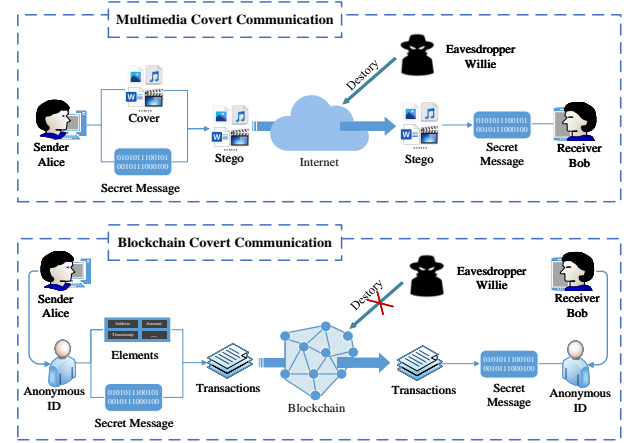 Multimedia Covert Communication
Destory
Eavesdropper
Willie
Cover
Sender
Alice
0101011100101
0010111000100
Secret Message
Stego
Internet
Stego
0101011100101
0010111000100
Secret
Message
Receiver
Bob
Blockchain Covert Communication
Sender
Alice
Destory
Eavesdropper
Willie
Receiver
Bob
Address Amount
Timestamp ......
Elements
Anonymous
ID
0101011100101
0010111000100
Secret Message
Transactions
Blockchain
Transactions
0101011100101
0010111000100
Secret
Message
Anonymous
ID